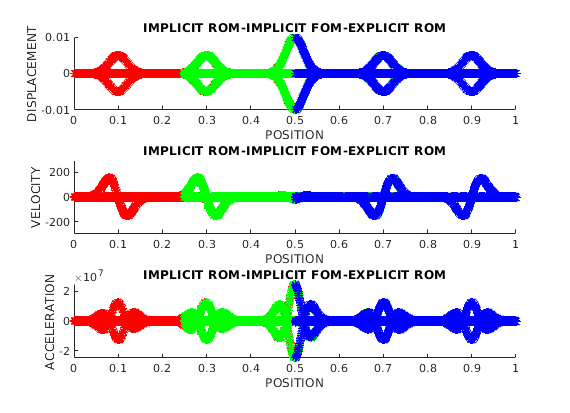 IMPLICIT ROM-IMPLICIT FOM-EXPLICIT ROM
DISPLACEMENT
0.01
0
-0.01
0 0.1 0.2 0.3 0.4 0.5 0.6 0.7 0.8 0.9 1
POSITION
IMPLICIT ROM-IMPLICIT FOM-EXPLICIT ROM
VELOCITY
200
0
-200
0 0.1 0.2 0.3 0.4 0.5 0.6 0.7 0.8 0.9 1
POSITION
×10⁷
IMPLICIT ROM-IMPLICIT FOM-EXPLICIT ROM
ACCELERATION
2
0
-2
0 0.1 0.2 0.3 0.4 0.5 0.6 0.7 0.8 0.9 1
POSITION